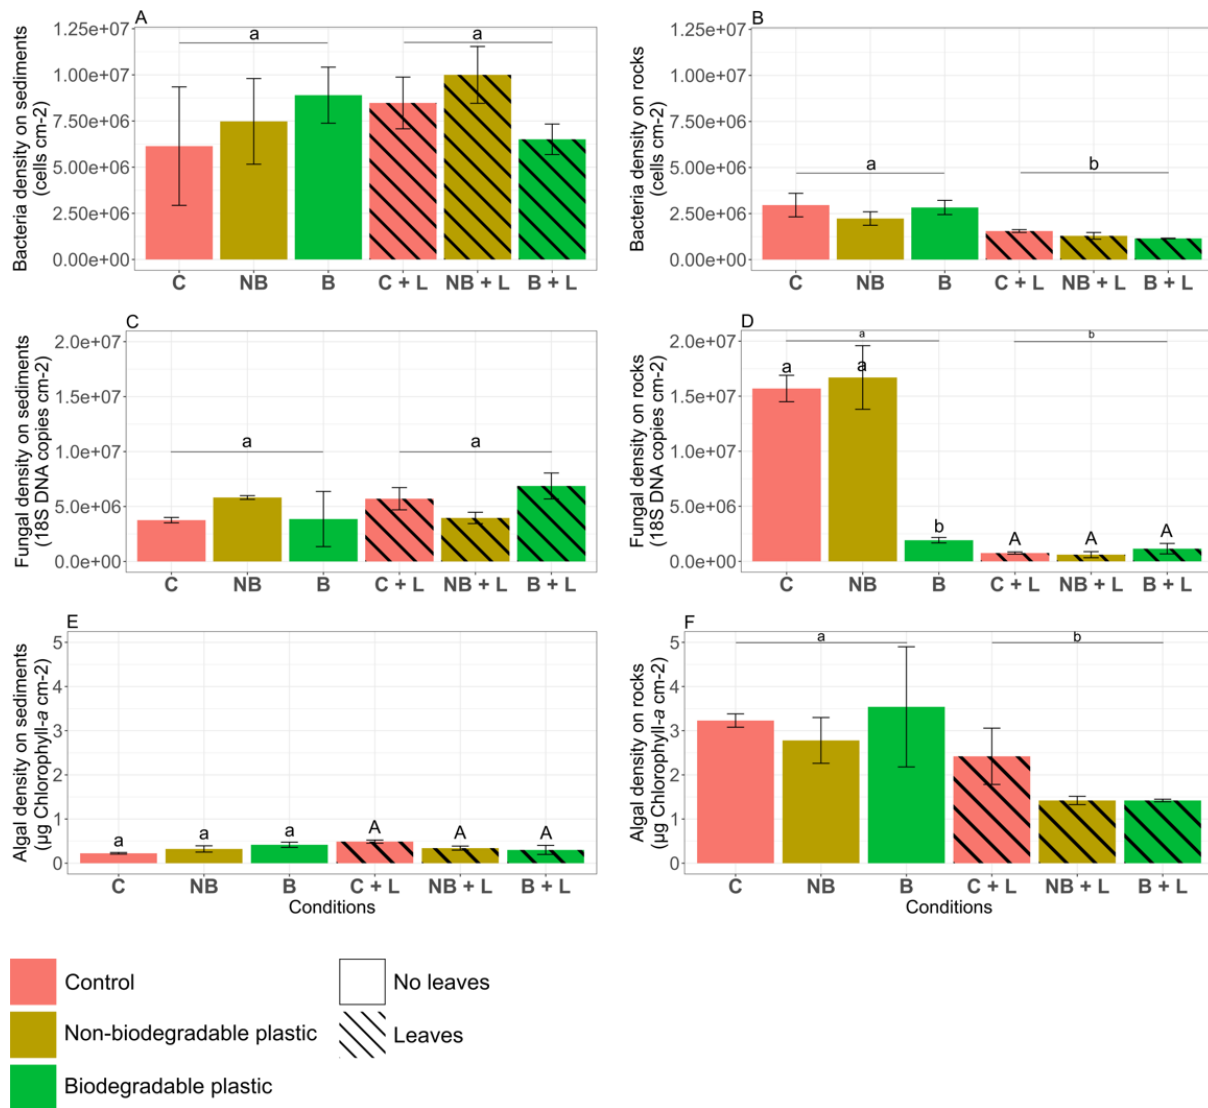 A
Bacteria density on sediments
(cells cm-2)
1.25e+07
1.00e+07
7.50e+06
5.00e+06
2.50e+06
0.00e+00
a
a
C
NB
B
C + L
NB + L
B + L
B
Bacteria density on rocks
(cells cm-2)
1.25e+07
1.00e+07
7.50e+06
5.00e+06
2.50e+06
0.00e+00
a
b
C
NB
B
C + L
NB + L
B + L
C
Fungal density on sediments
(18S DNA copies cm-2)
2.0e+07
1.5e+07
1.0e+07
5.0e+06
0.0e+00
a
a
C
NB
B
C + L
NB + L
B + L
D
Fungal density on rocks
(18S DNA copies cm-2)
2.0e+07
1.5e+07
1.0e+07
5.0e+06
0.0e+00
a
b
a
a
b
A
A
A
C
NB
B
C + L
NB + L
B + L
E
Algal density on sediments
(µg Chlorophyll-a cm-2)
5
4
3
2
1
0
a
a
a
A
A
A
C
NB
B
C + L
NB + L
B + L
Conditions
F
Algal density on rocks
(µg Chlorophyll-a cm-2)
5
4
3
2
1
0
a
b
C
NB
B
C + L
NB + L
B + L
Conditions
Control
Non-biodegradable plastic
Biodegradable plastic
No leaves
Leaves